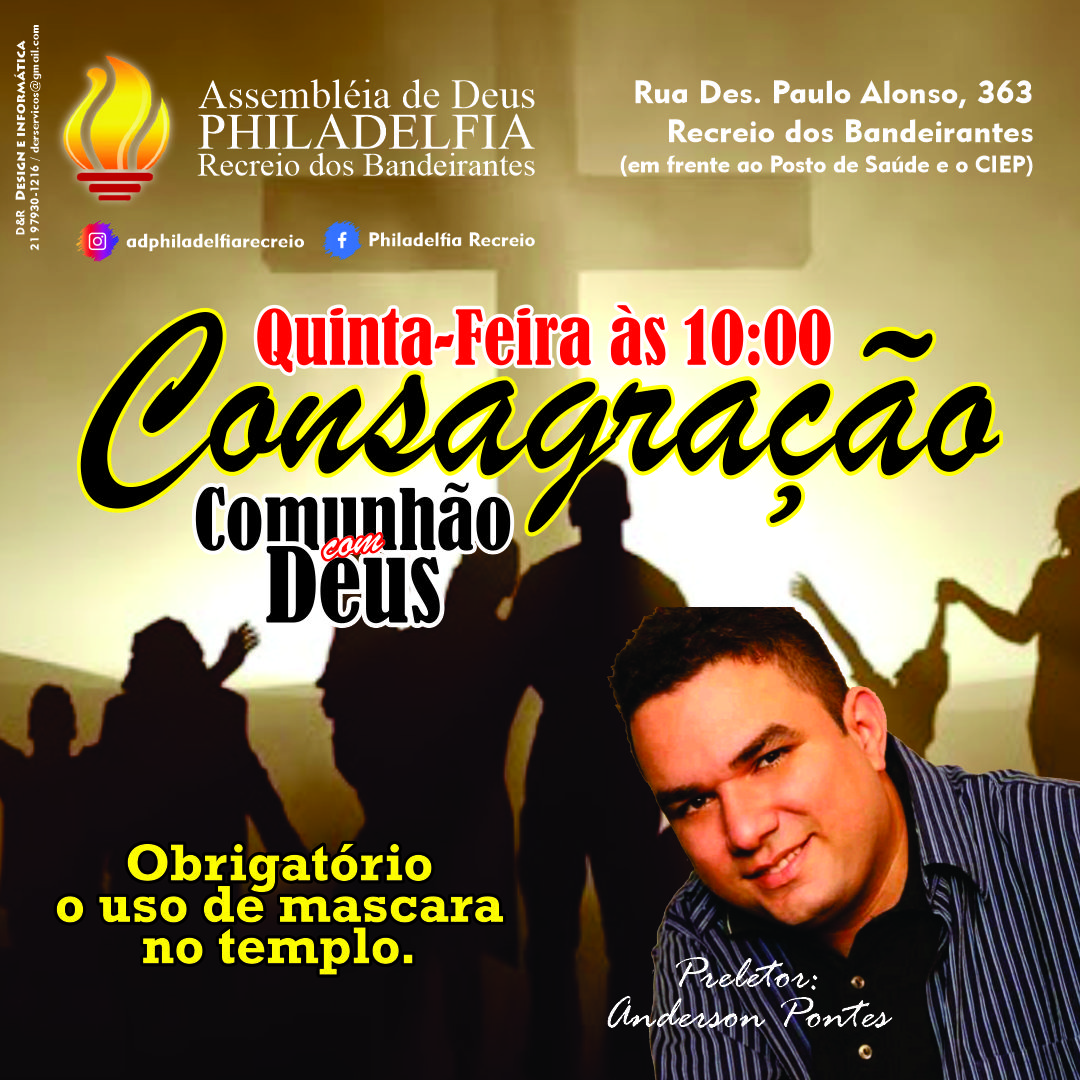 D&R DESIGN E INFORMÁTICA
21 97930-1216 / derservicos@gmail.com
Assembléia de Deus
PHILADELFIA
Recreio dos Bandeirantes
Rua Des. Paulo Alonso, 363
Recreio dos Bandeirantes
(em frente ao Posto de Saúde e o CIEP)
adphiladelfiarecreio
Philadelfia Recreio
Quinta-Feira às 10:00
Consagração
Comunhão
com
Deus
Obrigatório
o uso de mascara
no templo.
Preletor:
Anderson Pontes